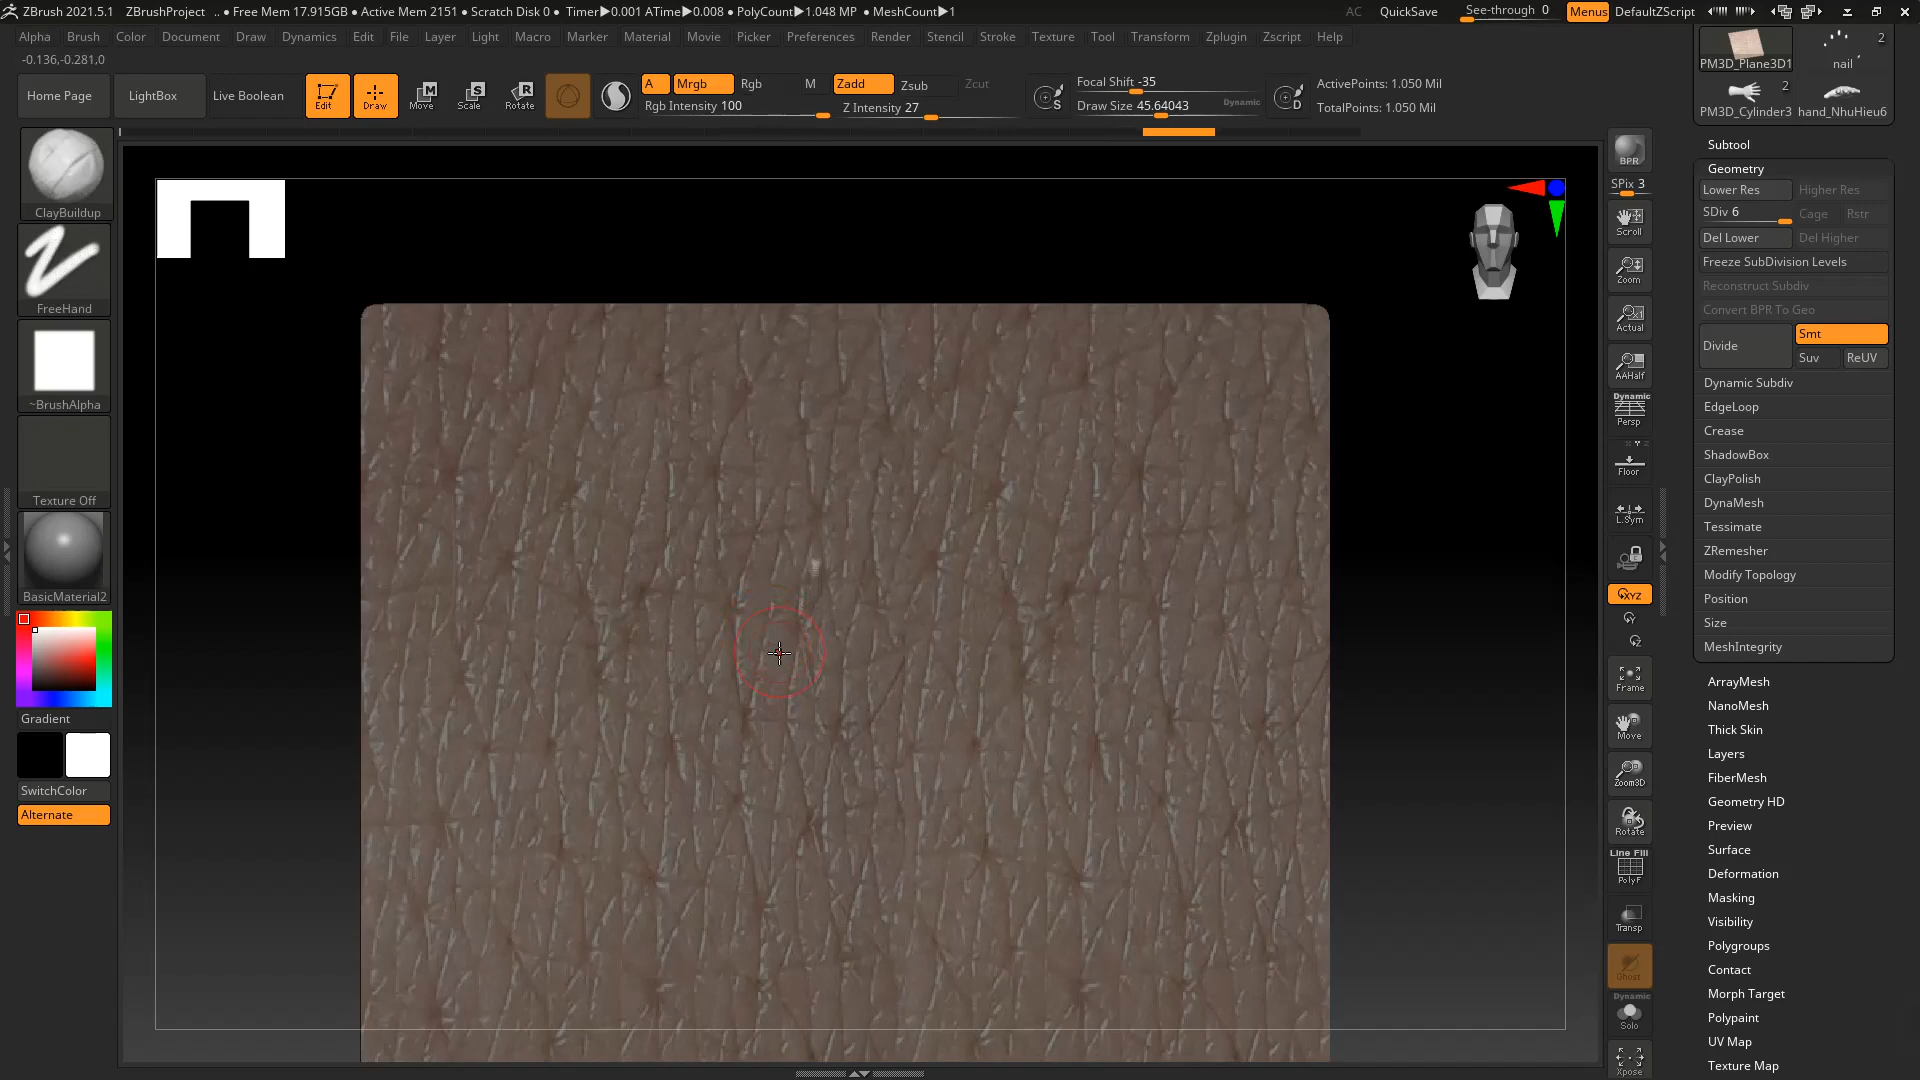 ZBrush 2021.5.1 ZBrushProject .. ● Free Mem 17.915GB ● Active Mem 2151 ● Scratch Disk 0 ● Timer▶0.001 ATime▶0.008 ● PolyCount▶1.048 MP ● MeshCount▶1 AC QuickSave See-through 0 Menus DefaultZScript
Alpha Brush Color Document Draw Dynamics Edit File Layer Light Macro Marker Material Movie Picker Preferences Render Stencil Stroke Texture Tool Transform Zplugin Zscript Help
-0.136,-0.281,0
Home Page LightBox Live Boolean Edit Draw Move Scale Rotate
A Mrgb Rgb M Zadd Zsub Zcut
Rgb Intensity 100 Z Intensity 27
Focal Shift -35
Draw Size 45.64043 Dynamic
S
D
ActivePoints: 1.050 Mil
TotalPoints: 1.050 Mil
ClayBuildup
FreeHand
~BrushAlpha
Texture Off
BasicMaterial2
Gradient
SwitchColor
Alternate
BPR
SPix 3
Scroll
Zoom
Actual
AAHalf
Dynamic
Persp
Floor
L.Sym
XYZ
Y
Z
Frame
Move
Zoom3D
Rotate
Line Fill
PolyF
Transp
Ghost
Dynamic
Solo
Xpose
PM3D_Plane3D1 2 nail
2
PM3D_Cylinder3 hand_NhuHieu6
Subtool
Geometry
Lower Res Higher Res
SDiv 6 Cage Rstr
Del Lower Del Higher
Freeze SubDivision Levels
Reconstruct Subdiv
Convert BPR To Geo
Divide Smt
Suv ReUV
Dynamic Subdiv
EdgeLoop
Crease
ShadowBox
ClayPolish
DynaMesh
Tessimate
ZRemesher
Modify Topology
Position
Size
MeshIntegrity
ArrayMesh
NanoMesh
Thick Skin
Layers
FiberMesh
Geometry HD
Preview
Surface
Deformation
Masking
Visibility
Polygroups
Contact
Morph Target
Polypaint
UV Map
Texture Map